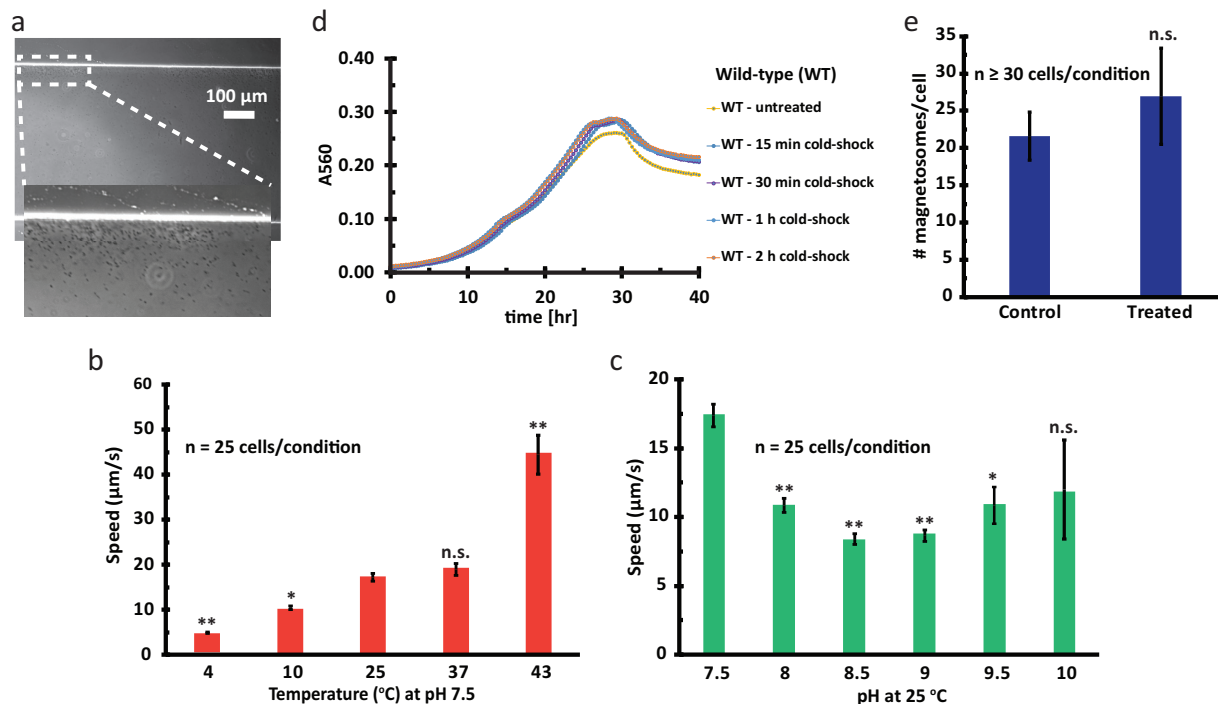 a
100 µm
d
0.40
0.30
0.20
0.10
0.00
A560
0
10
20
30
40
time [hr]
Wild-type (WT)
WT - untreated
WT - 15 min cold-shock
WT - 30 min cold-shock
WT - 1 h cold-shock
WT - 2 h cold-shock
e
35
30
25
20
15
10
5
0
# magnetosomes/cell
n ≥ 30 cells/condition
n.s.
Control
Treated
b
60
50
40
30
20
10
0
Speed (µm/s)
n = 25 cells/condition
**
*
n.s.
**
4
10
25
37
43
Temperature (°C) at pH 7.5
c
20
15
10
5
0
Speed (µm/s)
n = 25 cells/condition
**
**
**
*
n.s.
7.5
8
8.5
9
9.5
10
pH at 25 °C